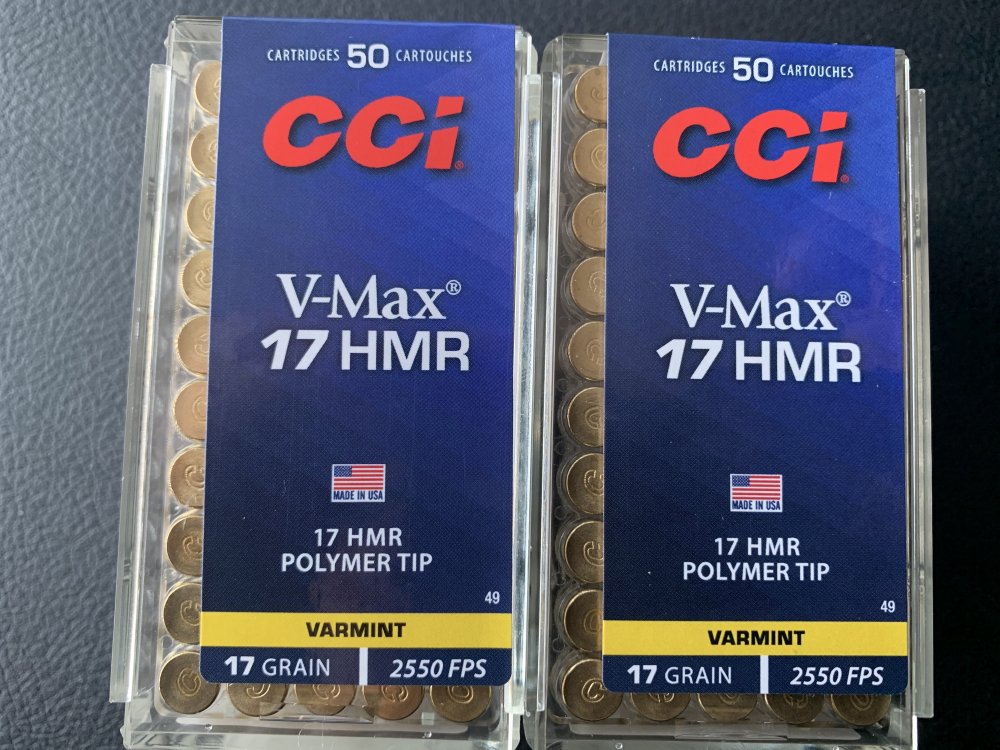 CARTRIDGES 50 CARTOUCHES
CCi®
V-Max®
17 HMR
MADE IN USA
17 HMR
POLYMER TIP
49
VARMINT
17 GRAIN | 2550 FPS
CARTRIDGES 50 CARTOUCHES
CCi®
V-Max®
17 HMR
MADE IN USA
17 HMR
POLYMER TIP
49
VARMINT
17 GRAIN | 2550 FPS